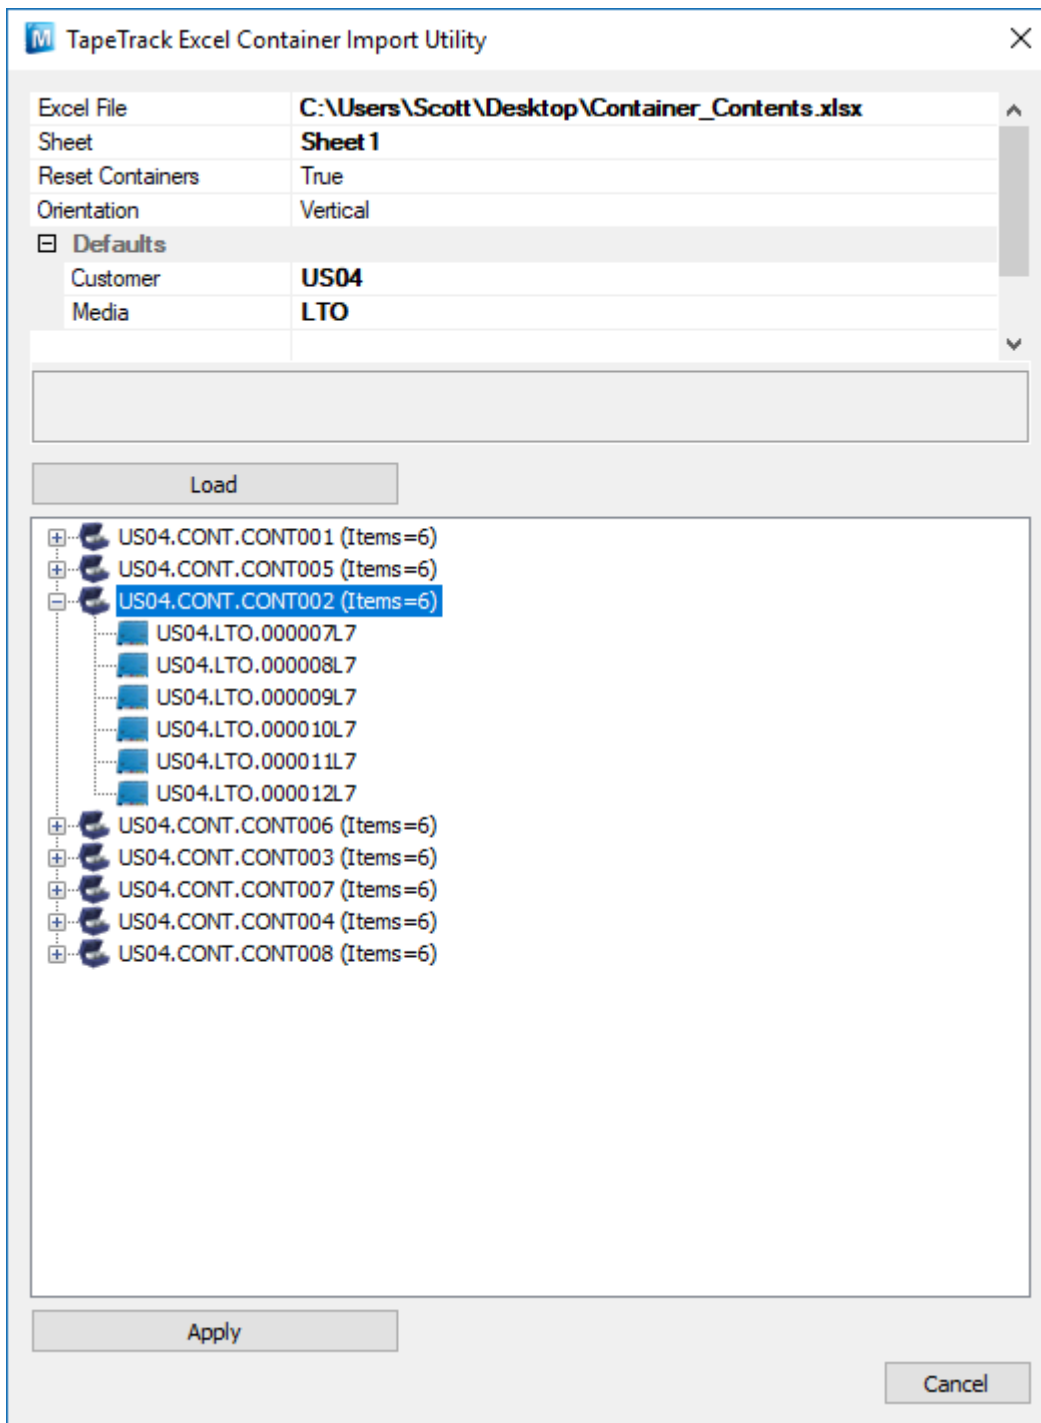 M TapeTrack Excel Container Import Utility
Excel File C:\Users\Scott\Desktop\Container_Contents.xlsx
Sheet Sheet1
Reset Containers True
Orientation Vertical
Defaults
Customer US04
Media LTO
Load
US04.CONT.CONT001 (Items=6)
US04.CONT.CONT005 (Items=6)
US04.CONT.CONT002 (Items=6)
US04.LTO.000007L7
US04.LTO.000008L7
US04.LTO.000009L7
US04.LTO.000010L7
US04.LTO.000011L7
US04.LTO.000012L7
US04.CONT.CONT006 (Items=6)
US04.CONT.CONT003 (Items=6)
US04.CONT.CONT007 (Items=6)
US04.CONT.CONT004 (Items=6)
US04.CONT.CONT008 (Items=6)
Apply
Cancel